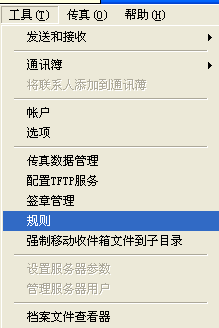 工具(T) 传真(O) 帮助(H)
发送和接收
通讯簿
将联系人添加到通讯簿
帐户
选项
传真数据管理
配置TFTP服务
签章管理
规则
强制移动收件箱文件到子目录
设置服务器参数
管理服务器用户
档案文件查看器